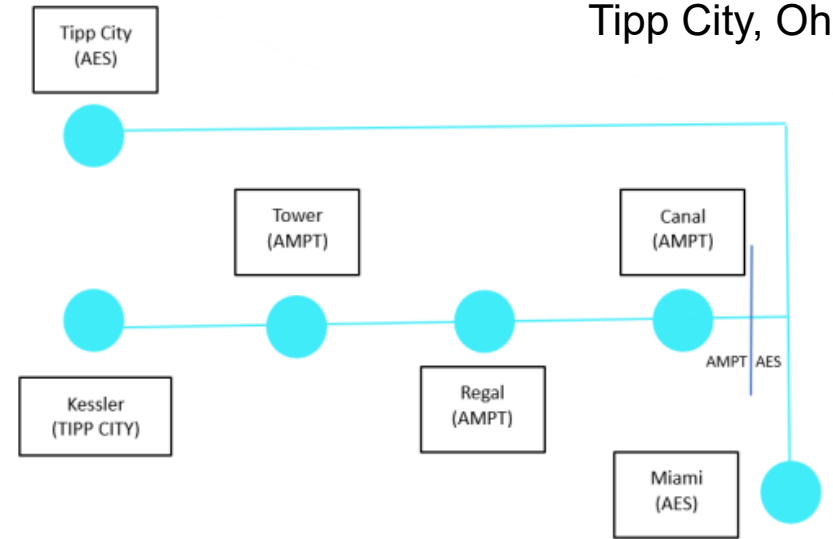 Tipp City, Oh
Tipp City
(AES)
Tower
(AMPT)
Canal
(AMPT)
AMPT AES
Kessler
(TIPP CITY)
Regal
(AMPT)
Miami
(AES)